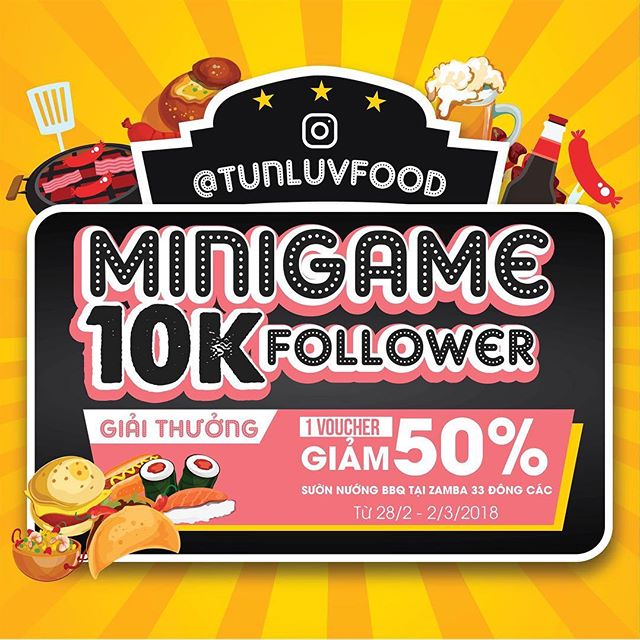 @TUNLUVFOOD
MINIGAME
10K FOLLOWER
GIẢI THƯỞNG
1 VOUCHER
GIẢM 50%
SƯỜN NƯỚNG BBQ TẠI ZAMBA 33 ĐÔNG CÁC
Từ 28/2 - 2/3/2018